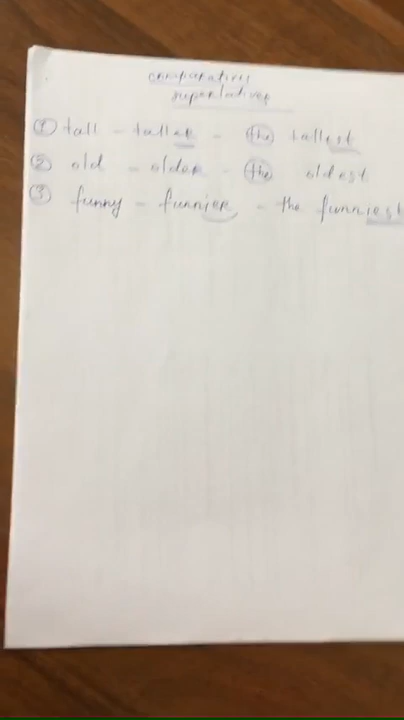 comparatives
superlatives
① tall - taller - the tallest
② old - older - the oldest
③ funny - funnier - the funniest